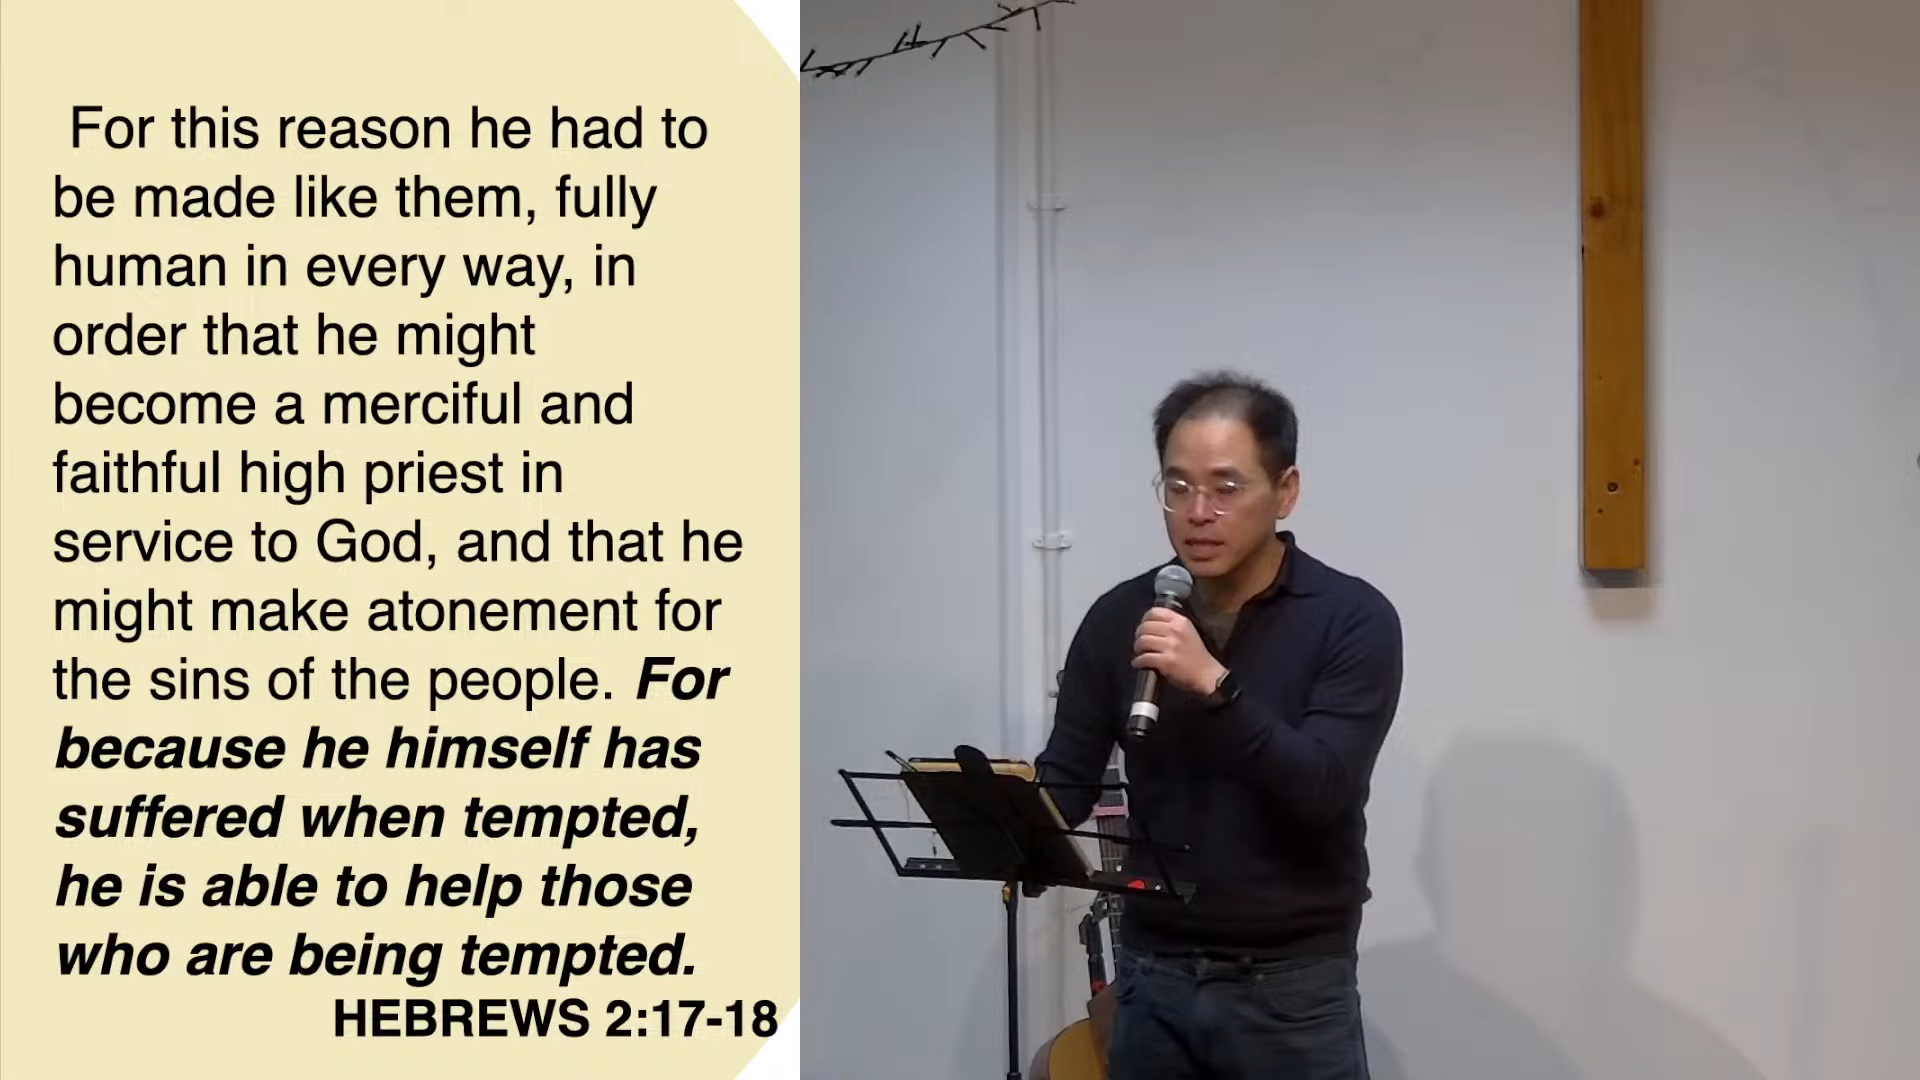 For this reason he had to
be made like them, fully
human in every way, in
order that he might
become a merciful and
faithful high priest in
service to God, and that he
might make atonement for
the sins of the people. For
because he himself has
suffered when tempted,
he is able to help those
who are being tempted.
HEBREWS 2:17-18